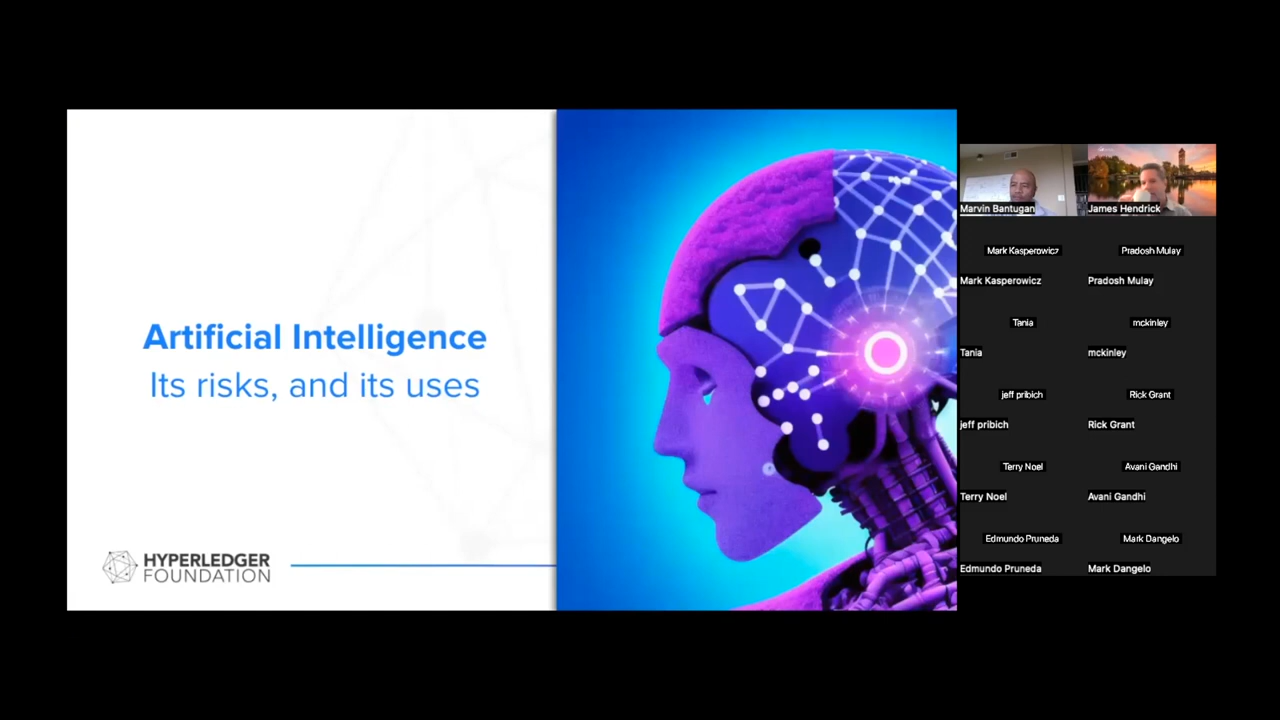 Artificial Intelligence
Its risks, and its uses
HYPERLEDGER
FOUNDATION
Marvin Bantugan
James Hendrick
Mark Kasperowicz
Pradosh Mulay
Mark Kasperowicz
Pradosh Mulay
Tania
mckinley
Tania
mckinley
jeff pribich
Rick Grant
jeff pribich
Rick Grant
Terry Noel
Avani Gandhi
Terry Noel
Avani Gandhi
Edmundo Pruneda
Mark Dangelo
Edmundo Pruneda
Mark Dangelo